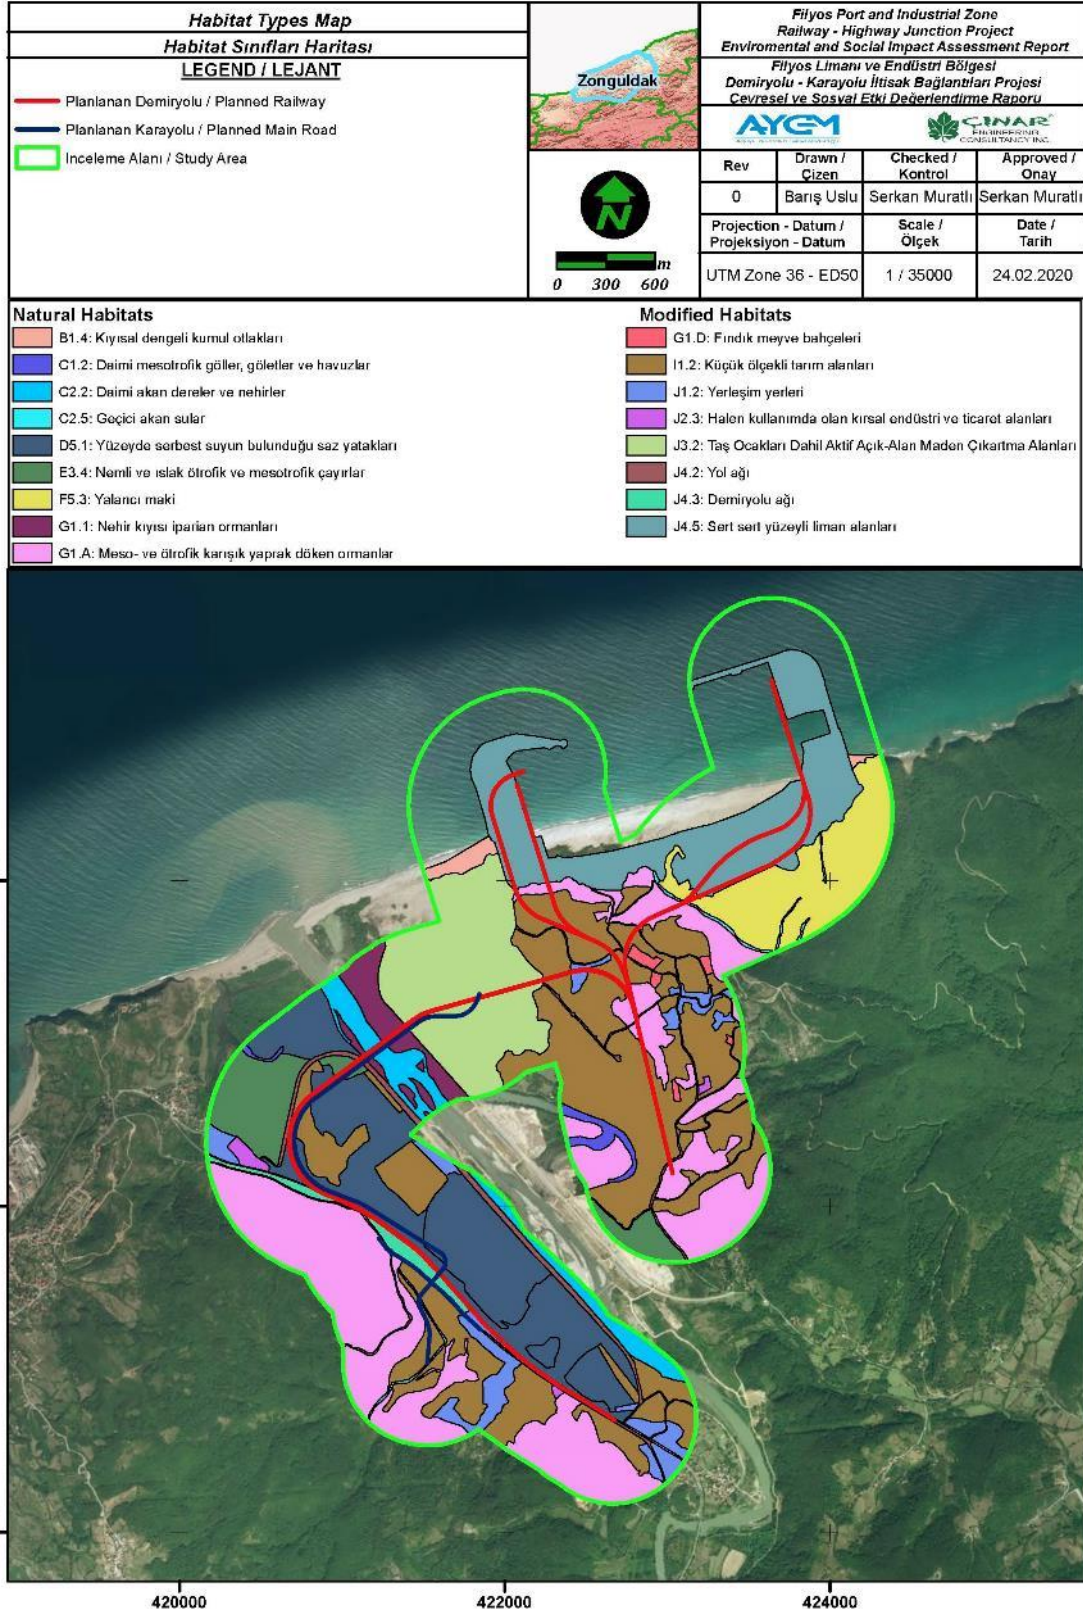 Habitat Types Map
Habitat Sınıfları Haritası
LEGEND / LEJANT
Planlanan Demiryolu / Planned Railway
Planlanan Karayolu / Planned Main Road
İnceleme Alanı / Study Area
Zonguldak
N
m
0 300 600
Filyos Port and Industrial Zone
Railway - Highway Junction Project
Enviromental and Social Impact Assessment Report
Filyos Limanı ve Endüstri Bölgesi
Demiryolu - Karayolu İltisak Bağlantıları Projesi
Çevresel ve Sosyal Etki Değerlendirme Raporu
AYGM
ÇINAR
ENGINEERING
CONSULTANCY INC.
Rev
Drawn / Çizen
Checked / Kontrol
Approved / Onay
0
Barış Uslu
Serkan Muratlı
Serkan Muratlı
Projection - Datum /
Projeksiyon - Datum
Scale /
Ölçek
Date /
Tarih
UTM Zone 36 - ED50
1 / 35000
24.02.2020
Natural Habitats
B1.4: Kıyısal dengeli kumul otlakları
C1.2: Daimi mesotrofik göller, göletler ve havuzlar
C2.2: Daimi akan dereler ve nehirler
C2.5: Geçici akan sular
D5.1: Yüzeyde serbest suyun bulunduğu saz yatakları
E3.4: Nemli ve ıslak ötrofik ve mesotrofik çayırlar
F5.3: Yalancı maki
G1.1: Nehir kıyısı iparian ormanları
G1.A: Meso- ve ötrofik karışık yaprak döken ormanlar
Modified Habitats
G1.D: Fındık meyve bahçeleri
I1.2: Küçük ölçekli tarım alanları
J1.2: Yerleşim yerleri
J2.3: Halen kullanımda olan kırsal endüstri ve ticaret alanları
J3.2: Taş Ocakları Dahil Aktif Açık-Alan Maden Çıkartma Alanları
J4.2: Yol ağı
J4.3: Demiryolu ağı
J4.5: Sert sert yüzeyli liman alanları
420000
422000
424000